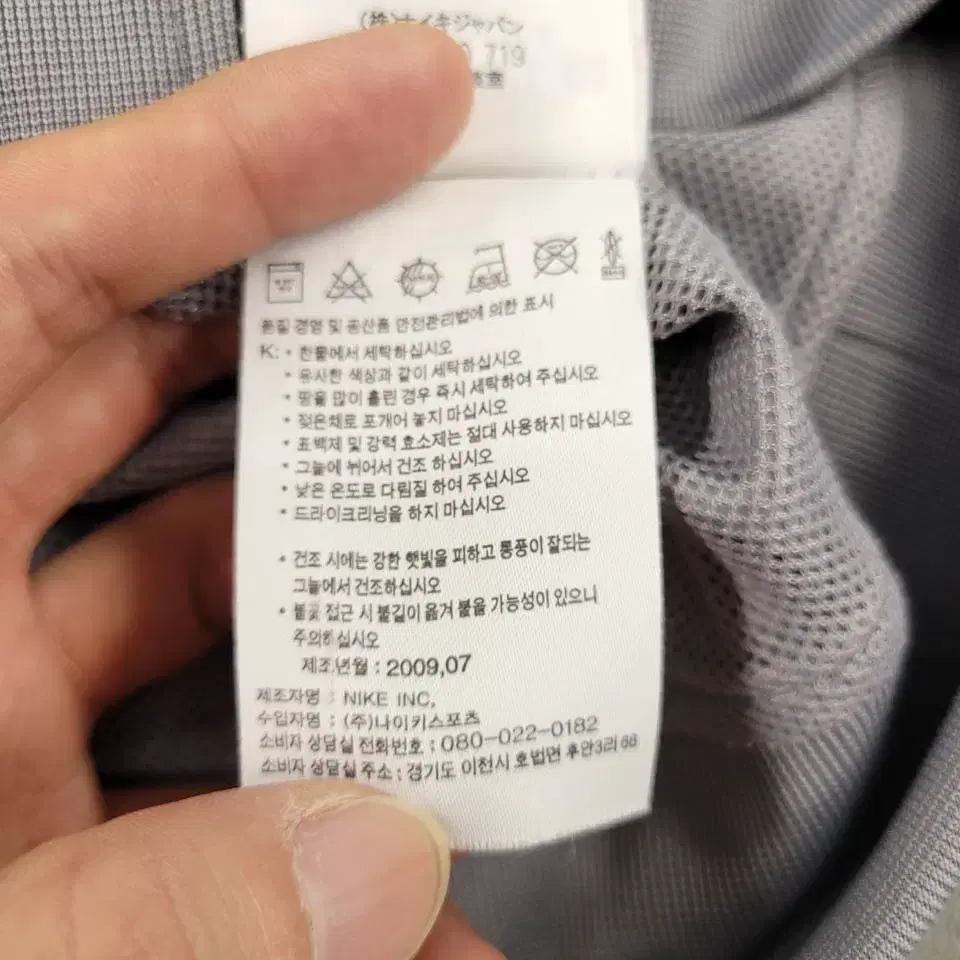 (株)ナイキジャパン
719
품질 경영 및 공산품 안전관리법에 의한 표시
K: • 찬물에서 세탁하십시오
• 유사한 색상과 같이 세탁하십시오
• 땀을 많이 흘린 경우 즉시 세탁하여 주십시오
• 젖은채로 포개어 놓지 마십시오
• 표백제 및 강력 효소제는 절대 사용하지 마십시오
• 그늘에 뉘어서 건조 하십시오
• 낮은 온도로 다림질 하여 주십시오
• 드라이크리닝을 하지 마십시오
• 건조 시에는 강한 햇빛을 피하고 통풍이 잘되는
그늘에서 건조하십시오
• 불꽃 접근 시 불길이 옮겨 붙을 가능성이 있으니
주의하십시오
제조년월 : 2009,07
제조자명 : NIKE INC,
수입자명 : (주)나이키스포츠
소비자 상담실 전화번호 : 080-022-0182
소비자 상담실 주소 : 경기도 이천시 호법면 후안3리 68